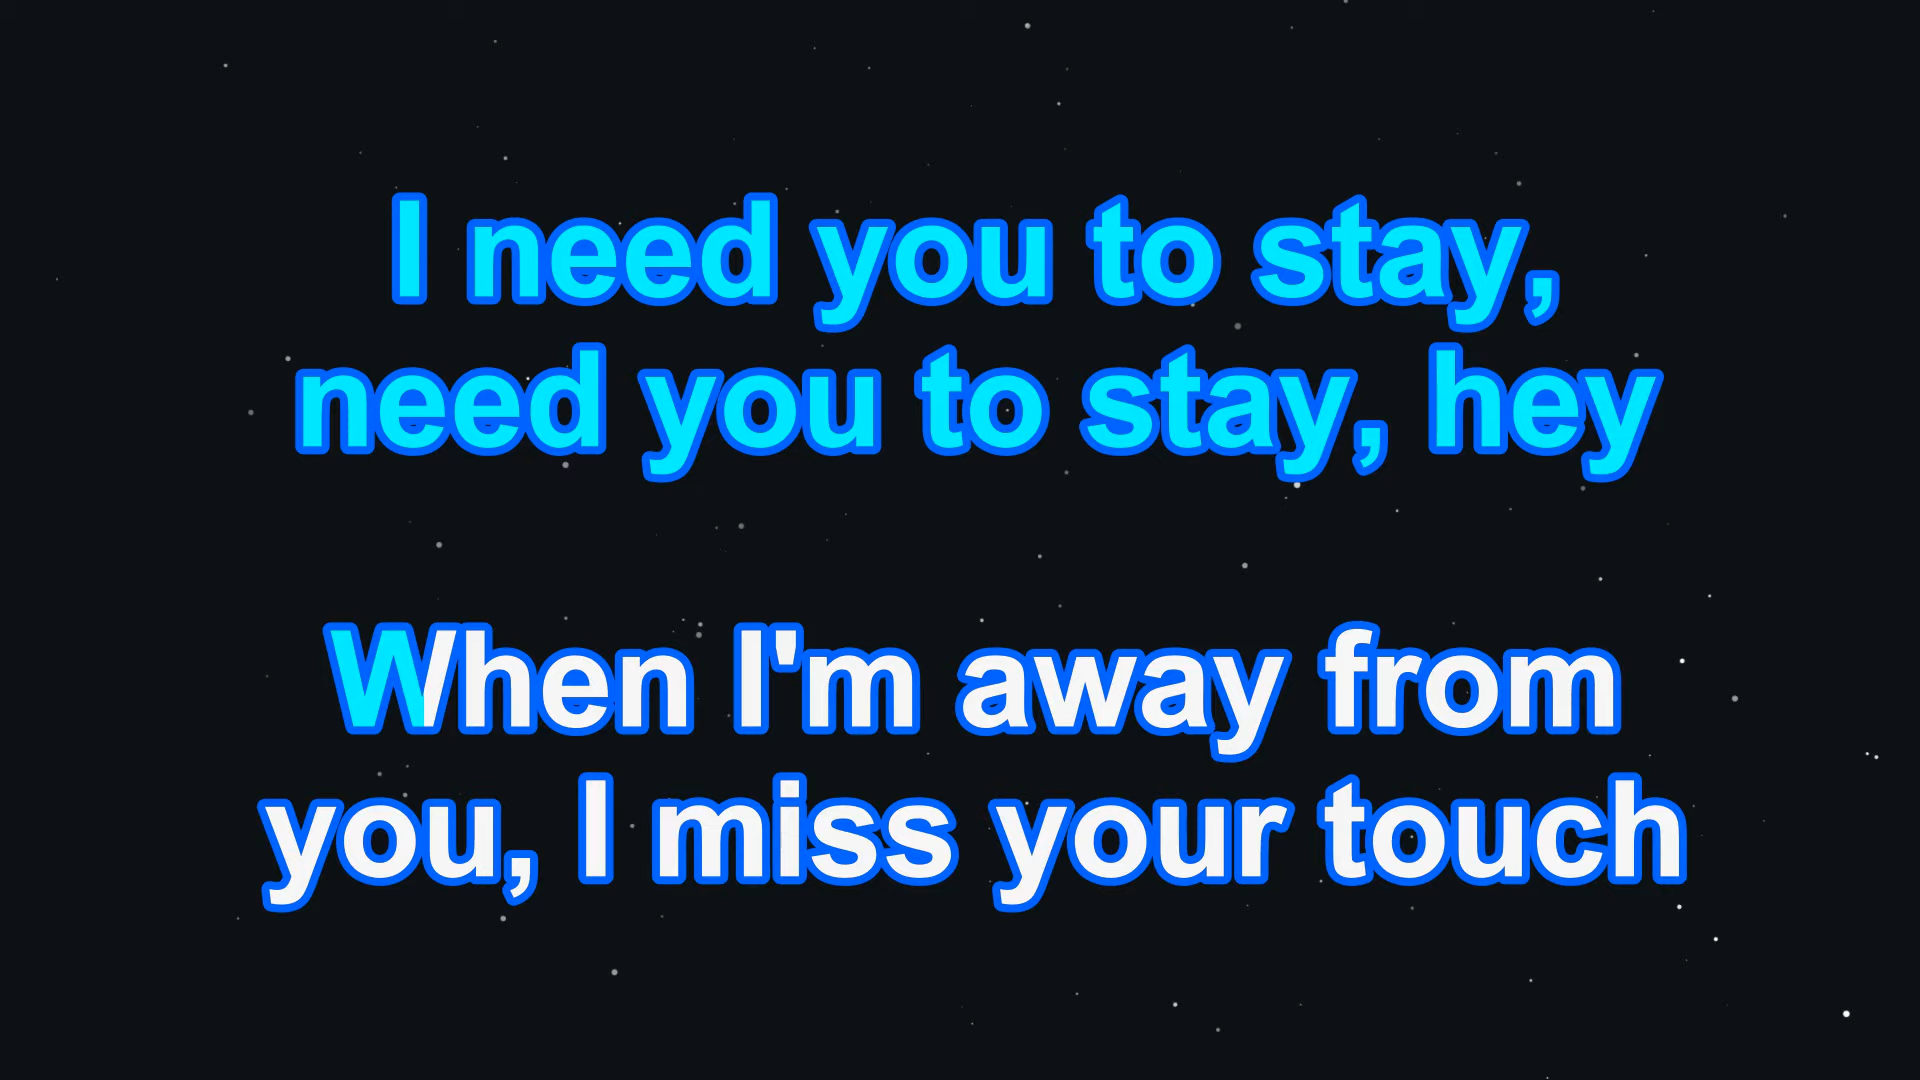 I need you to stay,
need you to stay, hey
When I'm away from
you, I miss your touch